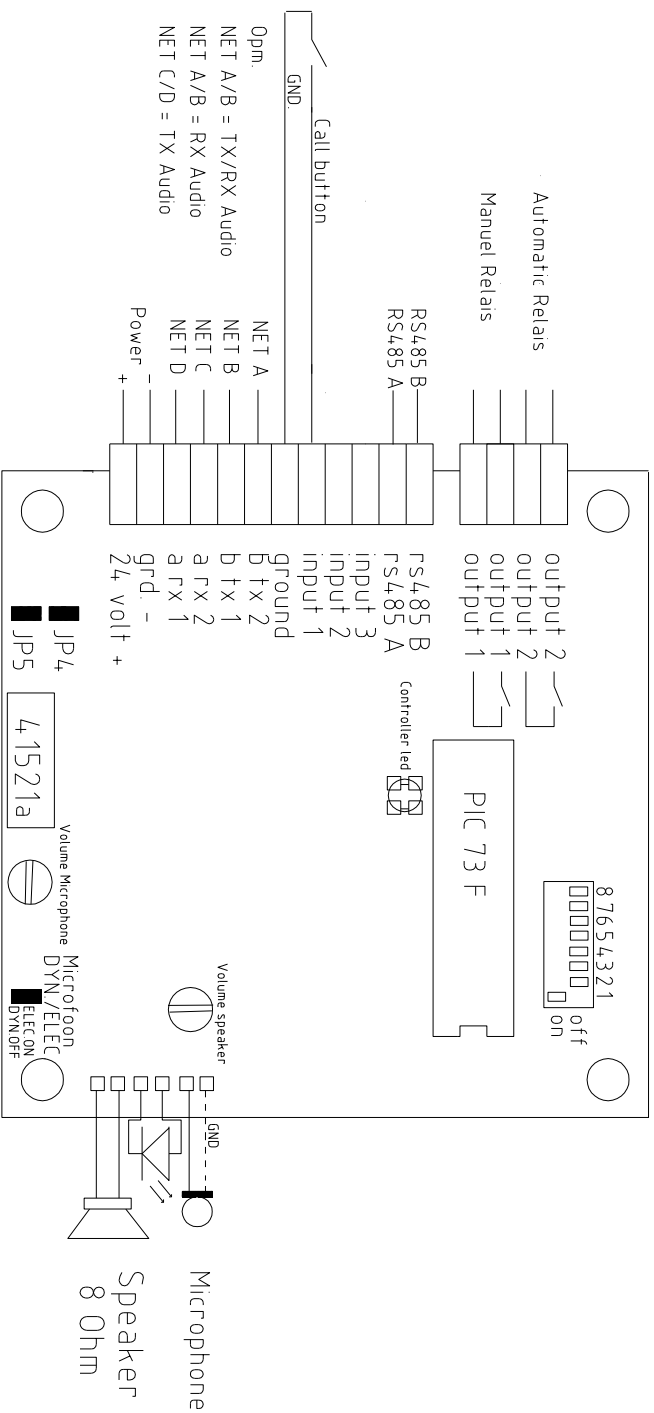 Automatic Relais
Manuel Relais
RS485 B
RS485 A
Call button
GND.
Opm.
NET A/B = TX/RX Audio
NET A/B = RX Audio
NET C/D = TX Audio
NET A
NET B
NET C
NET D
Power -
+
output 2
output 2
output 1
output 1
rs485 B
rs485 A
input 3
input 2
input 1
ground
b tx 2
b tx 1
a rx 2
a rx 1
grd. -
24 volt +
JP4
JP5
41521a
Controller led
PIC 73 F
87654321
off
on
Volume Microphone
Volume speaker
Microfoon
DYN./ELEC
ELEC.ON
DYN.OFF
GND
Microphone
Speaker
8 Ohm